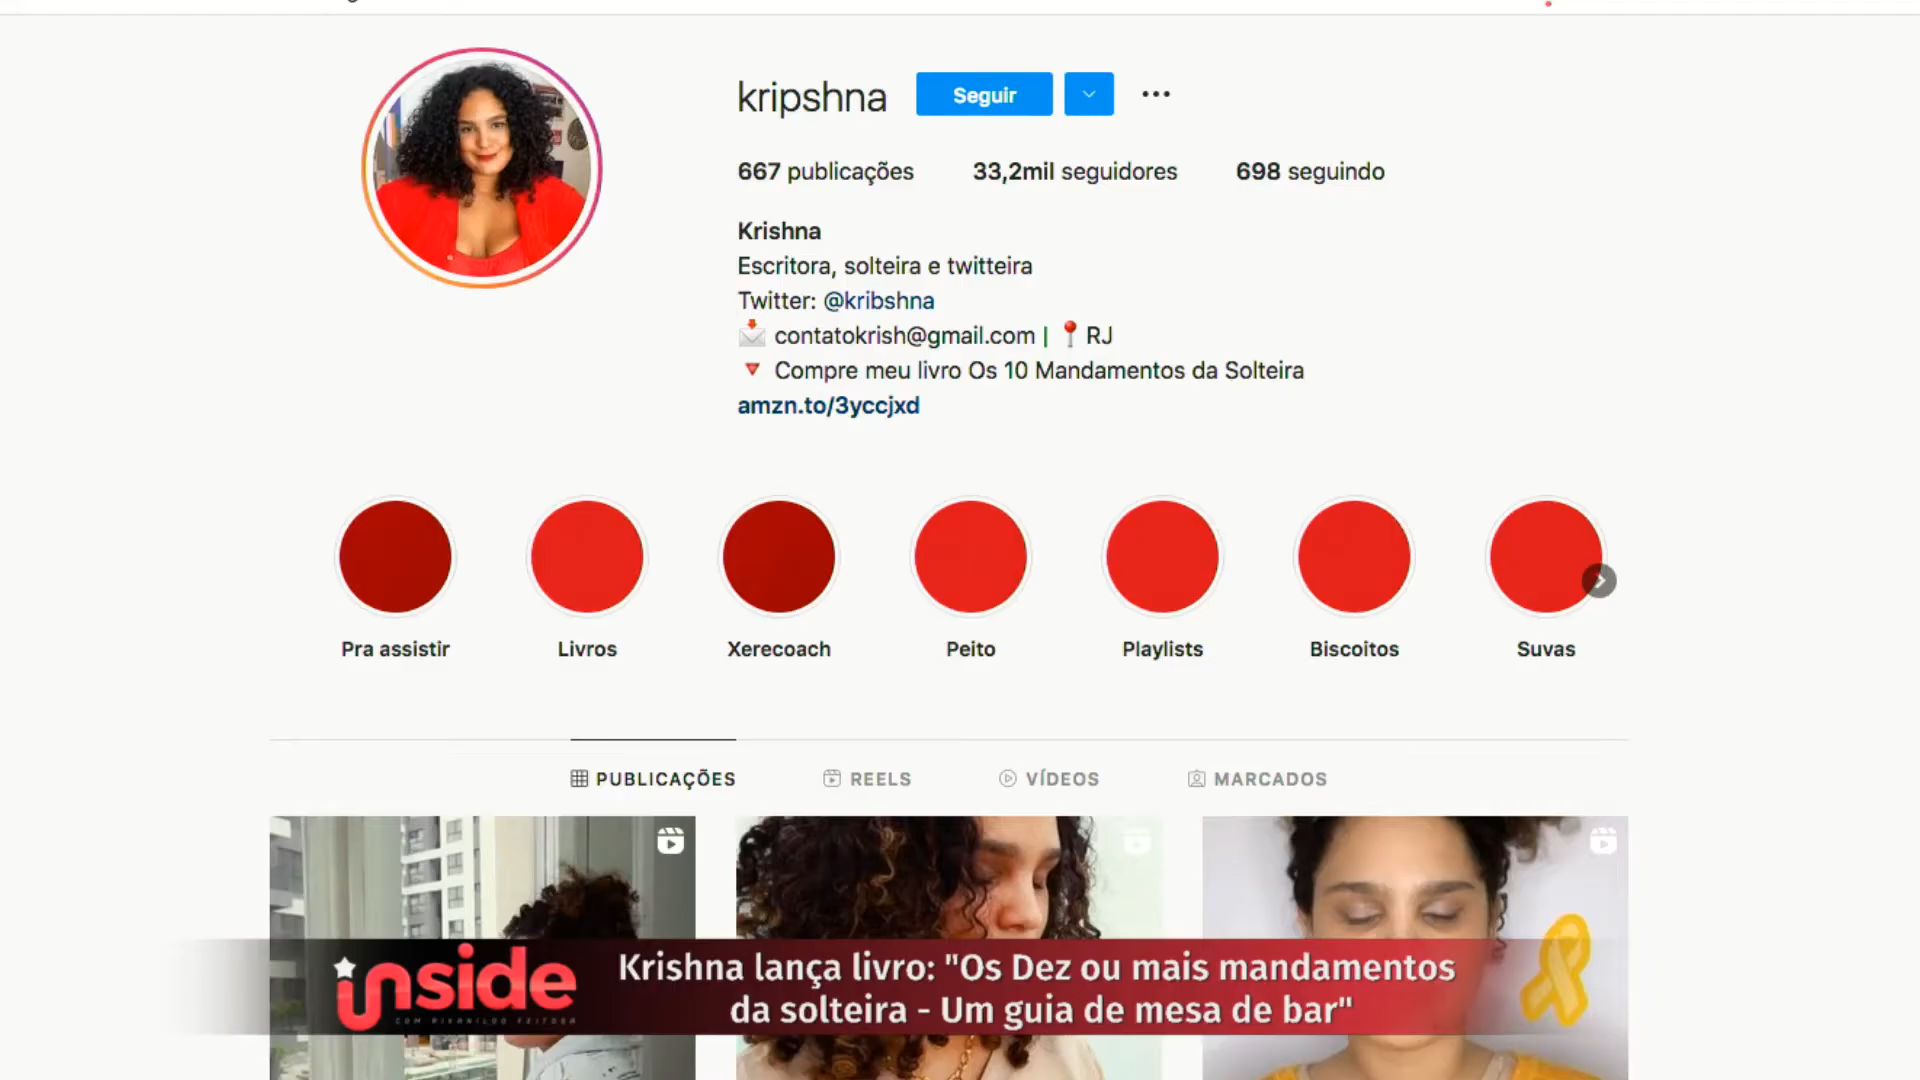 kripshna
Seguir
667 publicações 33,2mil seguidores 698 seguindo
Krishna
Escritora, solteira e twitteira
Twitter: @kribshna
contatokrish@gmail.com | RJ
Compre meu livro Os 10 Mandamentos da Solteira
amzn.to/3yccjxd
Pra assistir Livros Xerecoach Peito Playlists Biscoitos Suvas
PUBLICAÇÕES REELS VÍDEOS MARCADOS
inside
Krishna lança livro: "Os Dez ou mais mandamentos
da solteira - Um guia de mesa de bar"